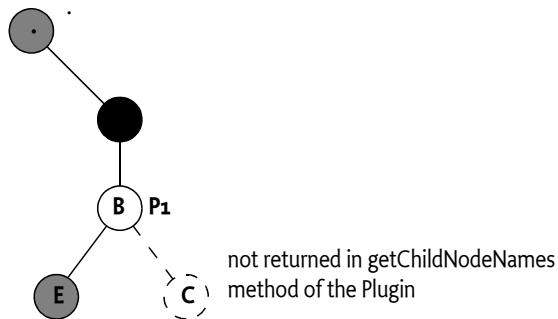 .
.
B P1
not returned in getChildNodeNames
E C method of the Plugin